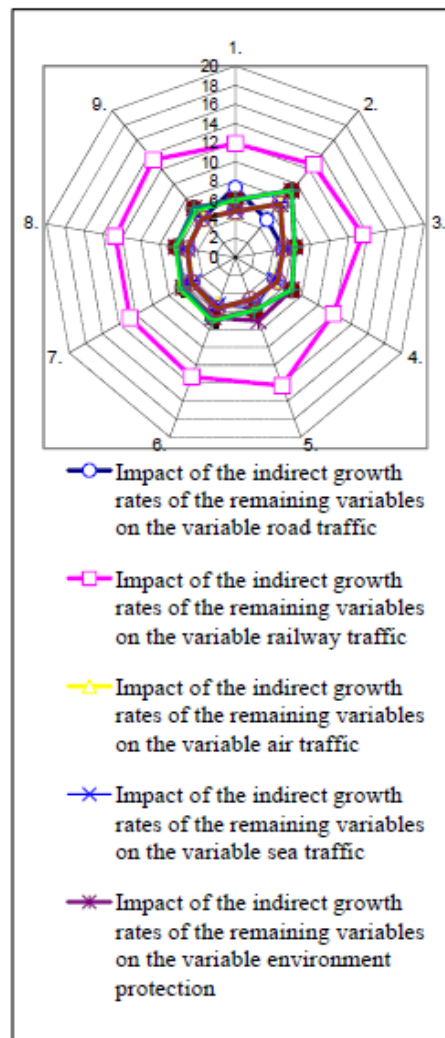 1.
20
18
16
14
12
10
8
6
4
2
0
2.
3.
4.
5.
6.
7.
8.
9.
Impact of the indirect growth
rates of the remaining variables
on the variable road traffic
Impact of the indirect growth
rates of the remaining variables
on the variable railway traffic
Impact of the indirect growth
rates of the remaining variables
on the variable air traffic
Impact of the indirect growth
rates of the remaining variables
on the variable sea traffic
Impact of the indirect growth
rates of the remaining variables
on the variable environment
protection